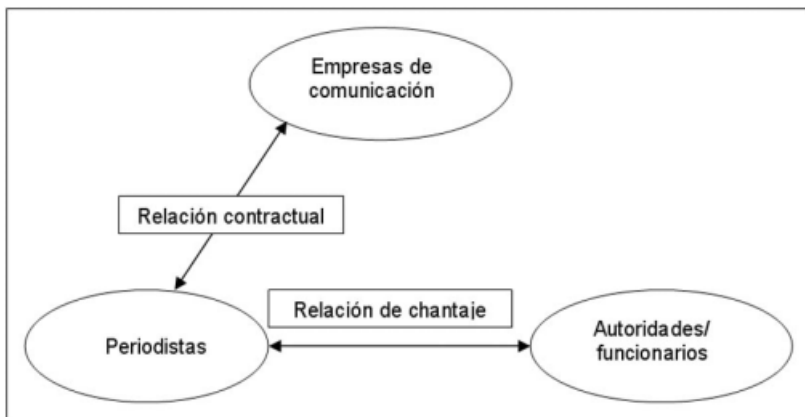 Empresas de
comunicación
Relación contractual
Relación de chantaje
Periodistas
Autoridades/
funcionarios